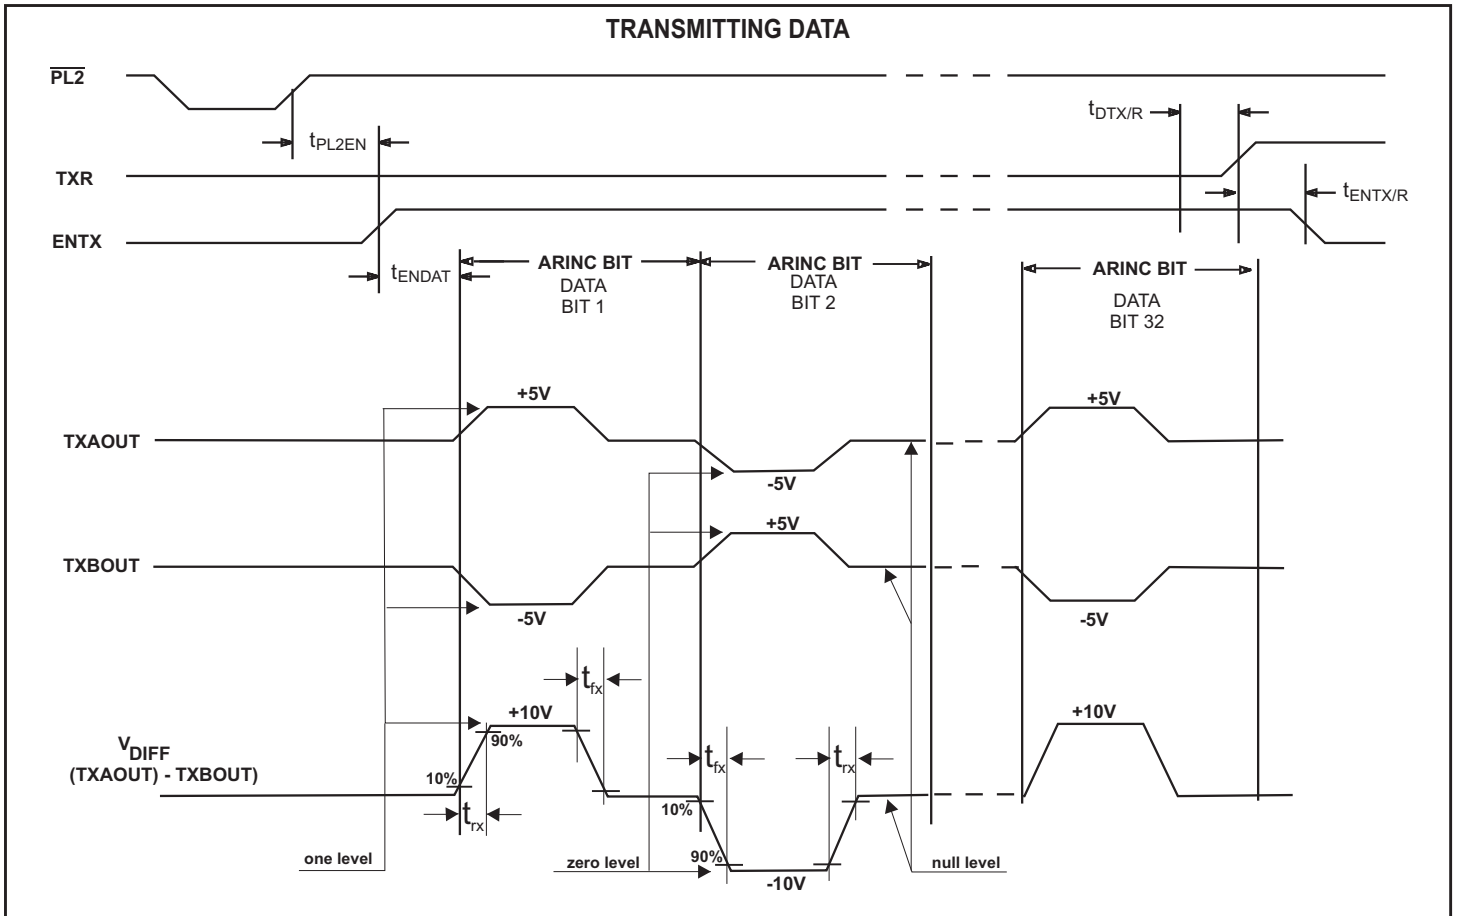 TRANSMITTING DATA
PL2
tDTX/R
tPL2EN
TXR
tENTX/R
ENTX
ARINC BIT
DATA
BIT 1
ARINC BIT
DATA
BIT 2
ARINC BIT
DATA
BIT 32
tENDAT
+5V
+5V
TXAOUT
-5V
+5V
TXBOUT
-5V
-5V
tfx
+10V
+10V
90%
VDIFF
(TXAOUT) - TXBOUT)
tfx
trx
10%
10%
trx
one level
zero level
90%
null level
-10V